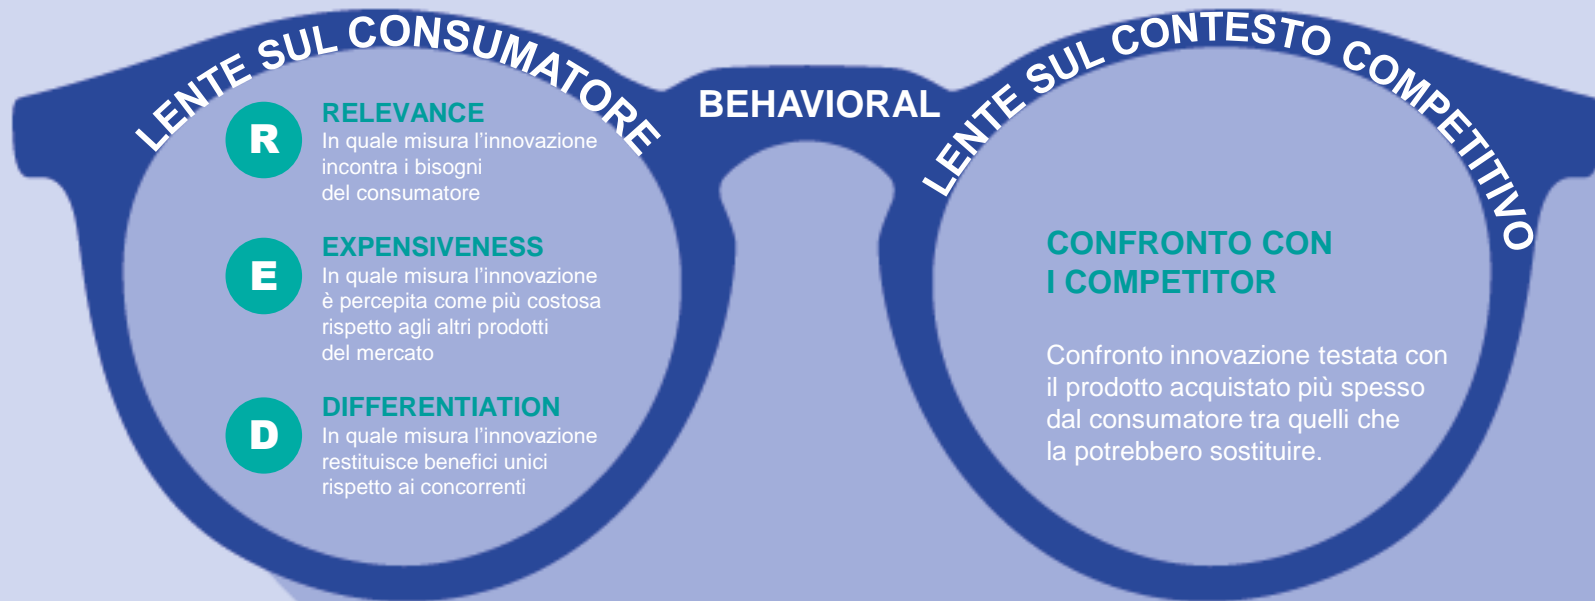 LENTE SUL CONSUMATORE
R
RELEVANCE
In quale misura l’innovazione
incontra i bisogni
del consumatore
E
EXPENSIVENESS
In quale misura l’innovazione
è percepita come più costosa
rispetto agli altri prodotti
del mercato
D
DIFFERENTIATION
In quale misura l’innovazione
restituisce benefici unici
rispetto ai concorrenti
BEHAVIORAL
LENTE SUL CONTESTO COMPETITIVO
CONFRONTO CON
I COMPETITOR
Confronto innovazione testata con
il prodotto acquistato più spesso
dal consumatore tra quelli che
la potrebbero sostituire.